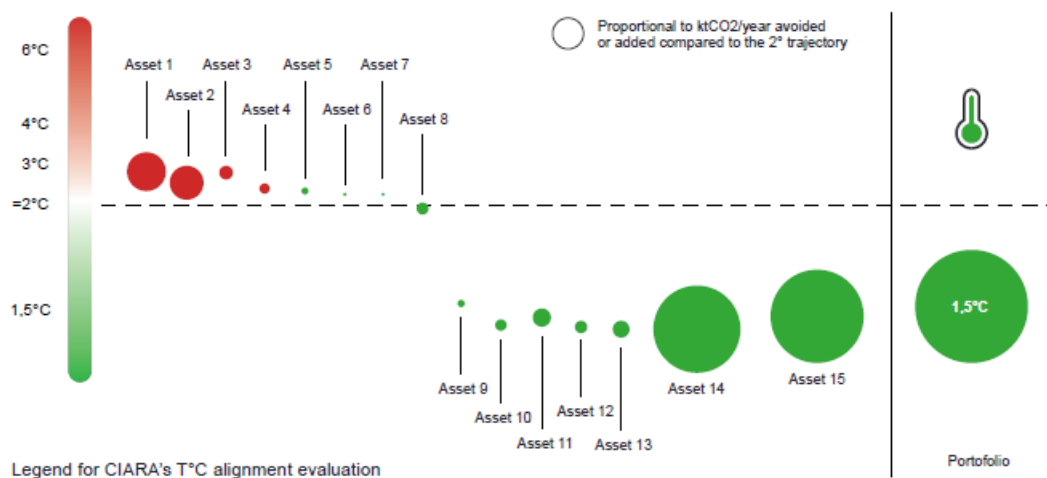 Proportional to ktCO2/year avoided
or added compared to the 2° trajectory
6°C
Asset 1
Asset 3
Asset 5
Asset 7
Asset 2
Asset 4
Asset 6
Asset 8
4°C
3°C
=2°C
1,5°C
1,5°C
Asset 9
Asset 14
Asset 15
Asset 10
Asset 12
Asset 11
Asset 13
Legend for CIARA's T°C alignment evaluation
Portofolio